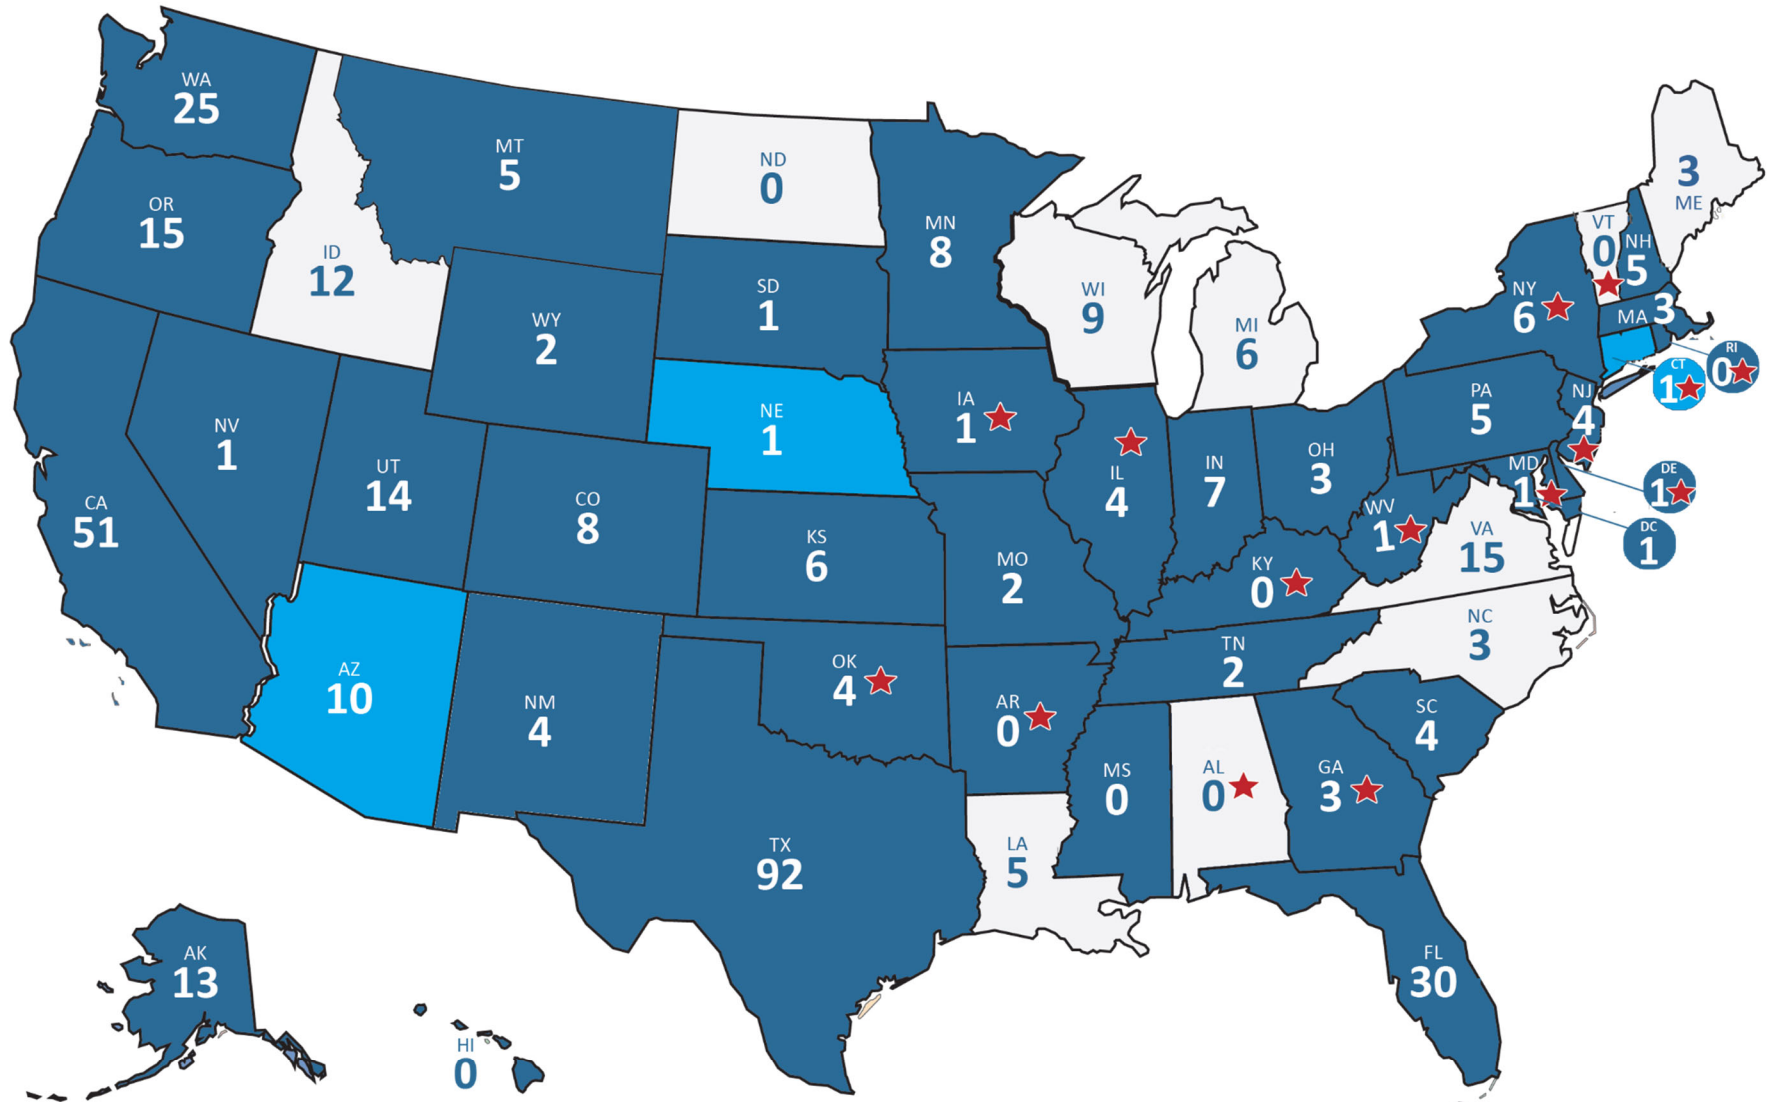 WA
25
MT
5
ND
0
OR
15
ID
12
MN
8
SD
1
WY
2
WI
9
MI
6
3
ME
VT
0
NH
5
NY
6
MA 3
RI
0
CT
1
NE
1
IA
1
PA
5
NJ
4
NV
1
UT
14
CO
8
CA
51
IL
4
IN
7
OH
3
MD
1
DE
1
DC
1
WV
1
VA
15
KS
6
MO
2
KY
0
NC
3
TN
2
AZ
10
NM
4
OK
4
AR
0
SC
4
MS
0
AL
0
GA
3
TX
92
LA
5
FL
30
AK
13
HI
0